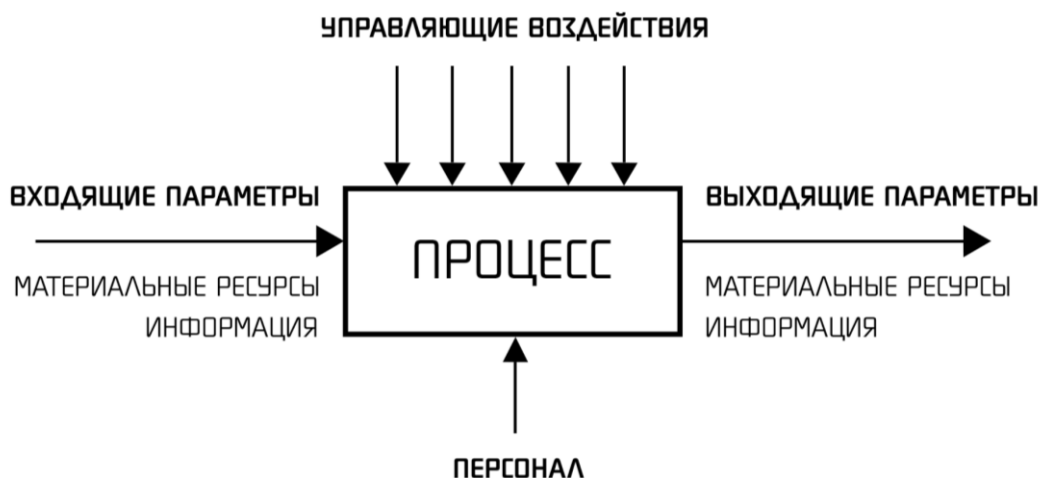 УПРАВЛЯЮЩИЕ ВОЗДЕЙСТВИЯ
ВХОДЯЩИЕ ПАРАМЕТРЫ
МАТЕРИАЛЬНЫЕ РЕСУРСЫ
ИНФОРМАЦИЯ
ПРОЦЕСС
ВЫХОДЯЩИЕ ПАРАМЕТРЫ
МАТЕРИАЛЬНЫЕ РЕСУРСЫ
ИНФОРМАЦИЯ
ПЕРСОНАЛ